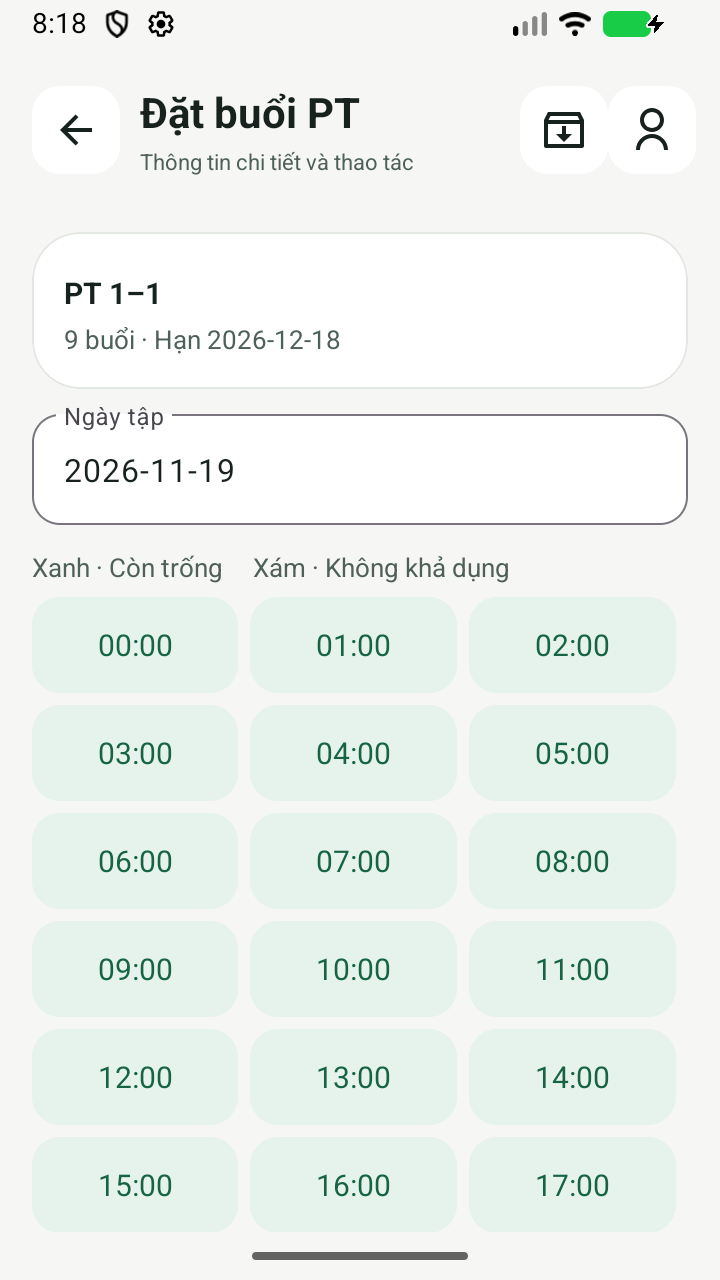 8:18
Đặt buổi PT
Thông tin chi tiết và thao tác
PT 1–1
9 buổi · Hạn 2026-12-18
Ngày tập
2026-11-19
Xanh · Còn trống Xám · Không khả dụng
00:00 01:00 02:00
03:00 04:00 05:00
06:00 07:00 08:00
09:00 10:00 11:00
12:00 13:00 14:00
15:00 16:00 17:00